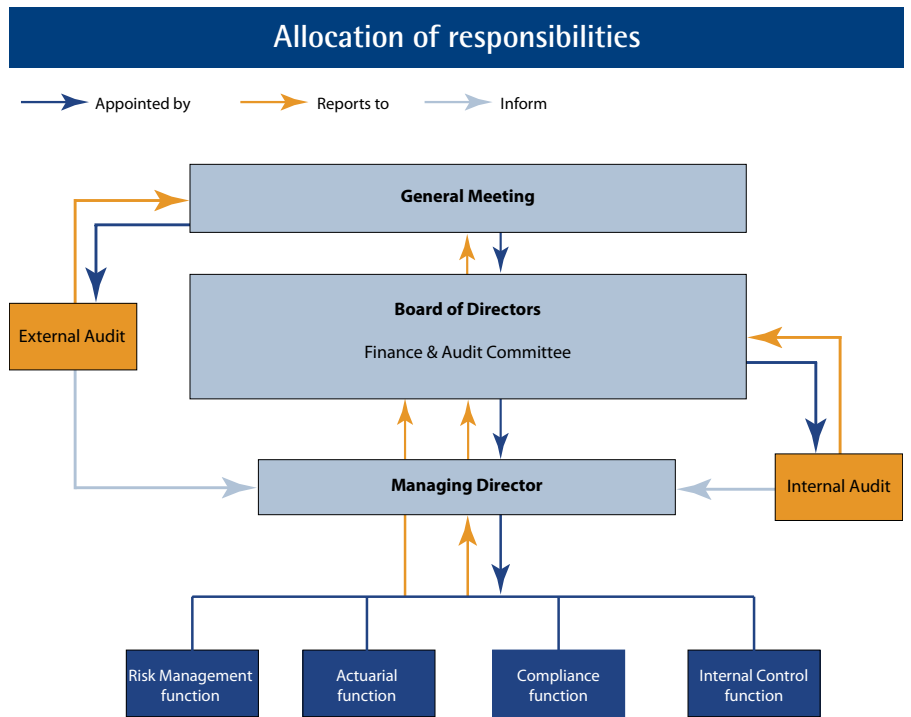 Allocation of responsibilities
Appointed by
Reports to
Inform
General Meeting
Board of Directors
Finance & Audit Committee
External Audit
Managing Director
Internal Audit
Risk Management
function
Actuarial
function
Compliance
function
Internal Control
function